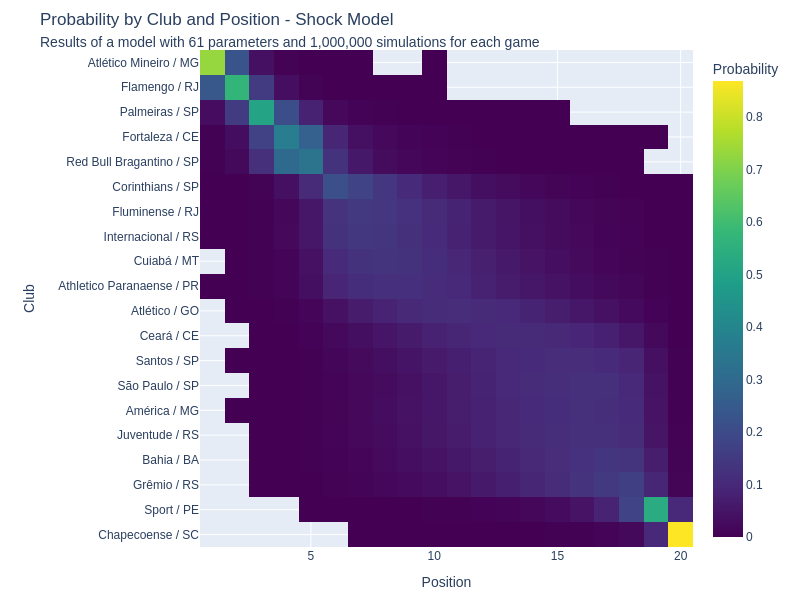 Probability by Club and Position - Shock Model
Results of a model with 61 parameters and 1,000,000 simulations for each game
Probability
Atlético Mineiro / MG
Flamengo / RJ
Palmeiras / SP
Fortaleza / CE
Red Bull Bragantino / SP
Corinthians / SP
Fluminense / RJ
Internacional / RS
Cuiabá / MT
Athletico Paranaense / PR
Atlético / GO
Ceará / CE
Santos / SP
São Paulo / SP
América / MG
Juventude / RS
Bahia / BA
Grêmio / RS
Sport / PE
Chapecoense / SC
Club
5
10
15
20
Position
0.8
0.7
0.6
0.5
0.4
0.3
0.2
0.1
0